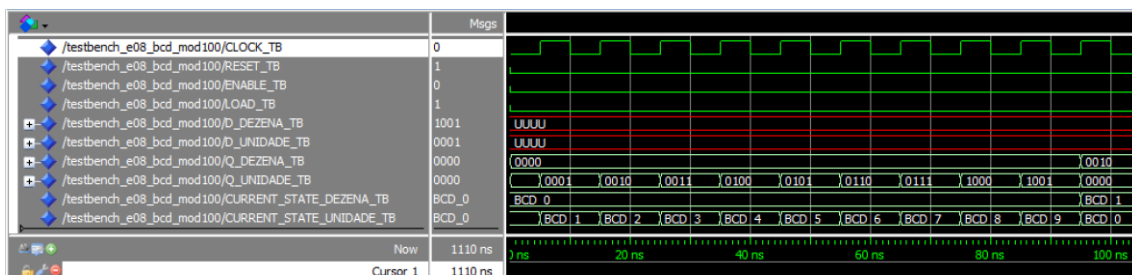 Msgs
/testbench_e08_bcd_mod100/CLOCK_TB 0
/testbench_e08_bcd_mod100/RESET_TB 1
/testbench_e08_bcd_mod100/ENABLE_TB 0
/testbench_e08_bcd_mod100/LOAD_TB 1
/testbench_e08_bcd_mod100/D_DEZENA_TB 1001 UUUU
/testbench_e08_bcd_mod100/D_UNIDADE_TB 0001 UUUU
/testbench_e08_bcd_mod100/Q_DEZENA_TB 0000 0000 0010
/testbench_e08_bcd_mod100/Q_UNIDADE_TB 0000 0001 0010 0011 0100 0101 0110 0111 1000 1001 0000
/testbench_e08_bcd_mod100/CURRENT_STATE_DEZENA_TB BCD_0 BCD_0 BCD_1
/testbench_e08_bcd_mod100/CURRENT_STATE_UNIDADE_TB BCD_0 BCD_1 BCD_2 BCD_3 BCD_4 BCD_5 BCD_6 BCD_7 BCD_8 BCD_9 BCD_0
Now 1110 ns ns 20 ns 40 ns 60 ns 80 ns 100 ns
Cursor 1 1110 ns